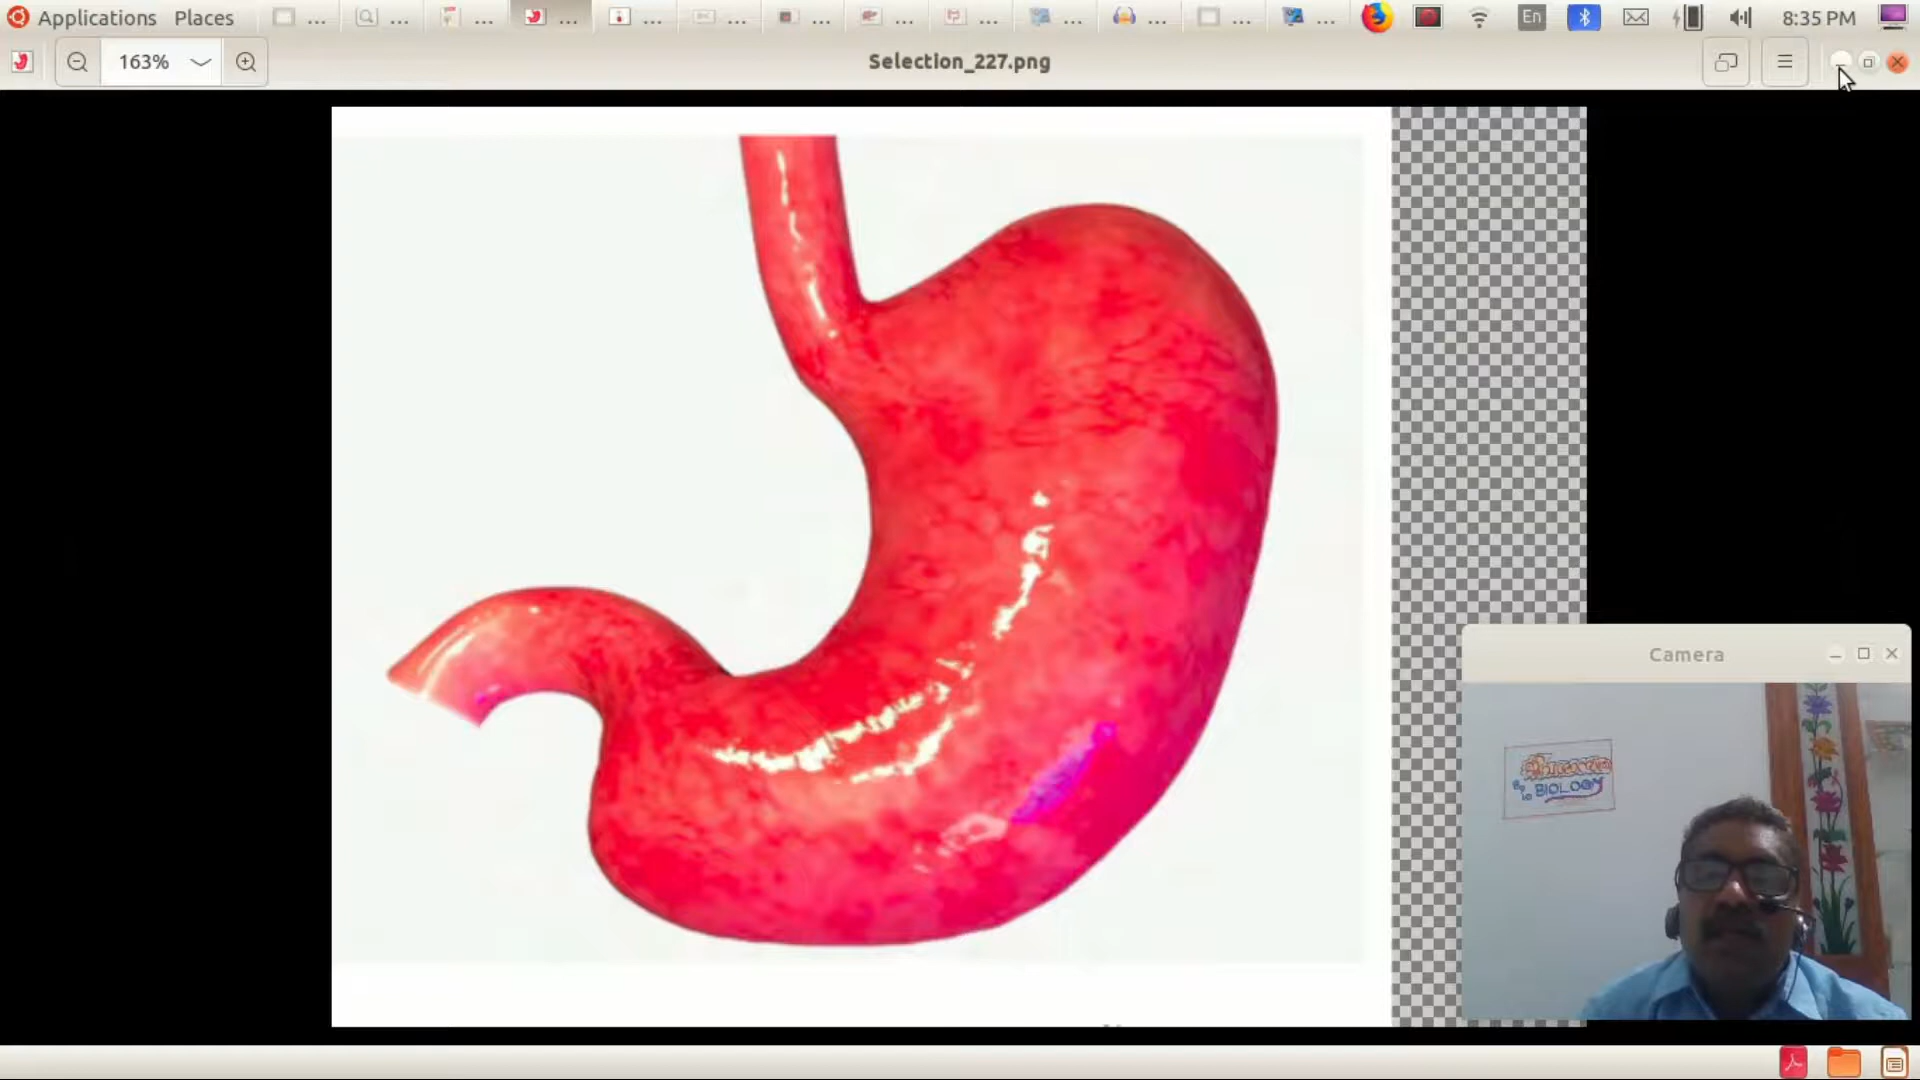 Applications Places ... ... ... ... ... ... ... ... ... ... ... ... ... En 8:35 PM
163% Selection_227.png
Camera
BIOLOGY